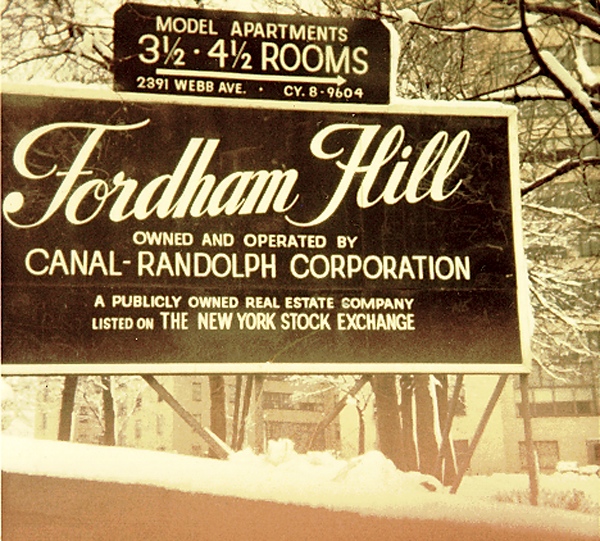 MODEL APARTMENTS
3½ · 4½ ROOMS
2391 WEBB AVE. · CY. 8-9604
Fordham Hill
OWNED AND OPERATED BY
CANAL-RANDOLPH CORPORATION
A PUBLICLY OWNED REAL ESTATE COMPANY
LISTED ON THE NEW YORK STOCK EXCHANGE